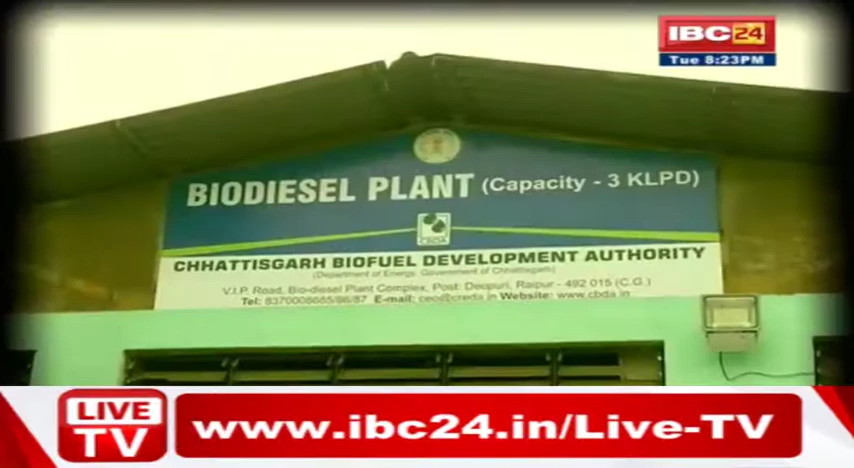 IBC24
Tue 8:23PM
BIODIESEL PLANT (Capacity - 3 KLPD)
CBDA
CHHATTISGARH BIOFUEL DEVELOPMENT AUTHORITY
(Department of Energy, Government of Chhattisgarh)
V.I.P. Road, Bio-diesel Plant Complex, Post: Deopuri, Raipur - 492 015 (C.G.)
Tel: 8370008685/86/87 E-mail: ceo@creda.in Website: www.cbda.in
LIVE TV
www.ibc24.in/Live-TV